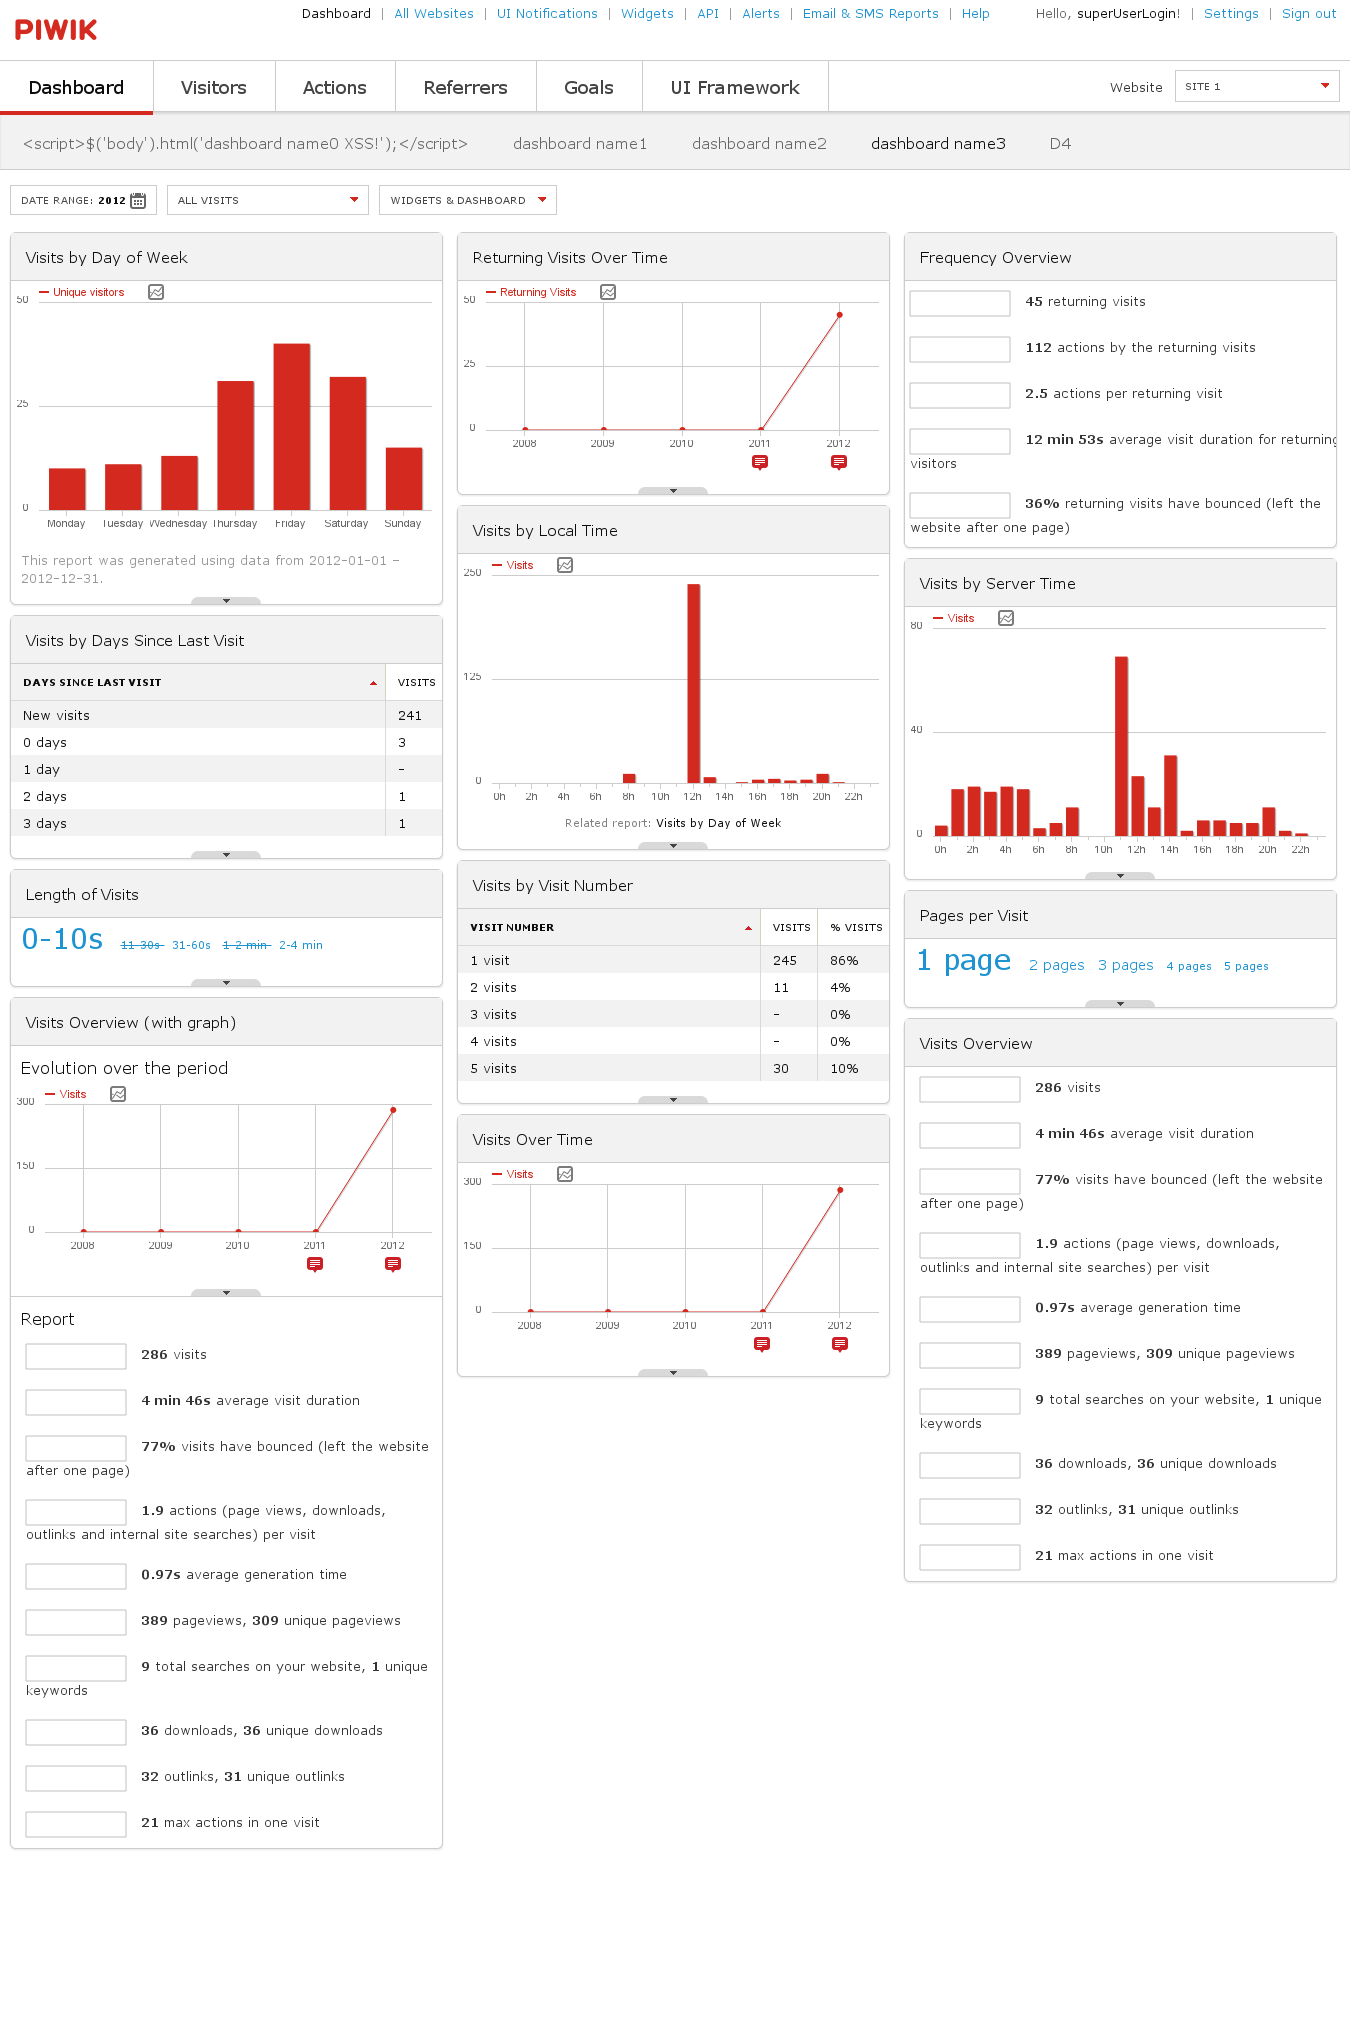 PIWIK
Dashboard | All Websites | UI Notifications | Widgets | API | Alerts | Email & SMS Reports | Help
Hello, superUserLogin! | Settings | Sign out
Dashboard
Visitors
Actions
Referrers
Goals
UI Framework
Website
SITE 1
<script>$('body').html('dashboard name0 XSS!');</script>
dashboard name1
dashboard name2
dashboard name3
D4
DATE RANGE: 2012
ALL VISITS
WIDGETS & DASHBOARD
Visits by Day of Week
Unique visitors
50
25
0
Monday Tuesday Wednesday Thursday Friday Saturday Sunday
This report was generated using data from 2012-01-01 –
2012-12-31.
Visits by Days Since Last Visit
DAYS SINCE LAST VISIT VISITS
New visits 241
0 days 3
1 day -
2 days 1
3 days 1
Length of Visits
0-10s 11-30s 31-60s 1-2 min 2-4 min
Visits Overview (with graph)
Evolution over the period
Visits
300
150
0
2008 2009 2010 2011 2012
Report
286 visits
4 min 46s average visit duration
77% visits have bounced (left the website
after one page)
1.9 actions (page views, downloads,
outlinks and internal site searches) per visit
0.97s average generation time
389 pageviews, 309 unique pageviews
9 total searches on your website, 1 unique
keywords
36 downloads, 36 unique downloads
32 outlinks, 31 unique outlinks
21 max actions in one visit
Returning Visits Over Time
Returning Visits
50
25
0
2008 2009 2010 2011 2012
Visits by Local Time
Visits
250
125
0
0h 2h 4h 6h 8h 10h 12h 14h 16h 18h 20h 22h
Related report: Visits by Day of Week
Visits by Visit Number
VISIT NUMBER VISITS % VISITS
1 visit 245 86%
2 visits 11 4%
3 visits - 0%
4 visits - 0%
5 visits 30 10%
Visits Over Time
Visits
300
150
0
2008 2009 2010 2011 2012
Frequency Overview
45 returning visits
112 actions by the returning visits
2.5 actions per returning visit
12 min 53s average visit duration for returning
visitors
36% returning visits have bounced (left the
website after one page)
Visits by Server Time
Visits
80
40
0
0h 2h 4h 6h 8h 10h 12h 14h 16h 18h 20h 22h
Pages per Visit
1 page 2 pages 3 pages 4 pages 5 pages
Visits Overview
286 visits
4 min 46s average visit duration
77% visits have bounced (left the website
after one page)
1.9 actions (page views, downloads,
outlinks and internal site searches) per visit
0.97s average generation time
389 pageviews, 309 unique pageviews
9 total searches on your website, 1 unique
keywords
36 downloads, 36 unique downloads
32 outlinks, 31 unique outlinks
21 max actions in one visit